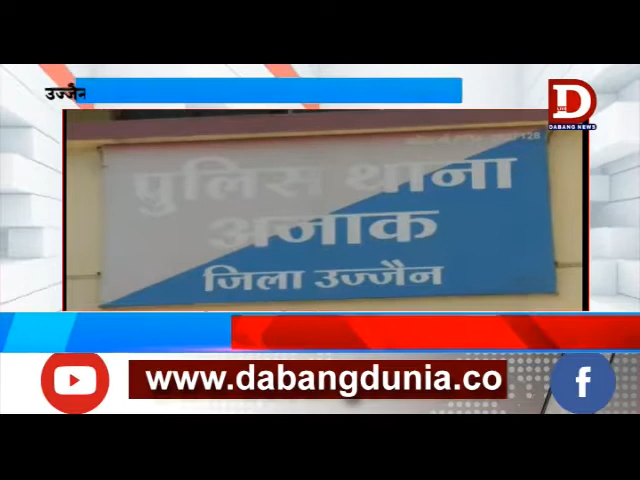 उज्जैन
D
DABANG NEWS
पुलिस थाना
अजाक
जिला उज्जैन
www.dabangdunia.co
f